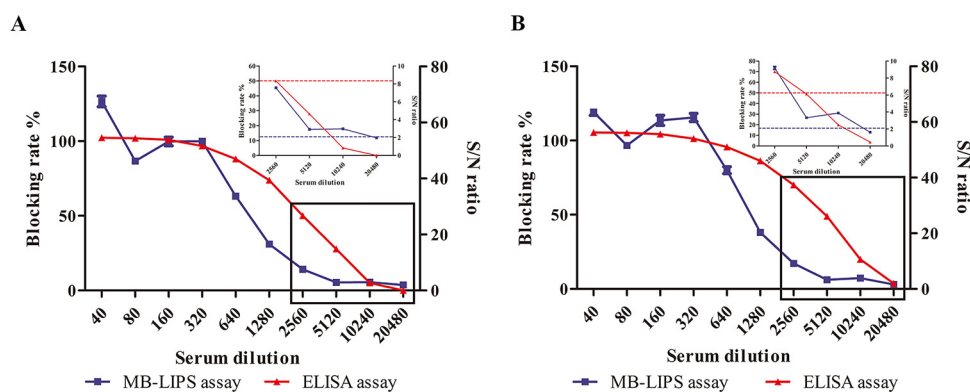 A
B
150
100
50
0
80
60
40
20
0
Blocking rate %
S/N ratio
40 80 160 320 640 1280 2560 5120 10240 20480
Serum dilution
60
50
40
30
20
10
0
10
8
6
4
2
0
Blocking rate %
S/N ratio
2560 5120 10240 20480
Serum dilution
MB-LIPS assay ELISA assay
150
100
50
0
80
60
40
20
0
Blocking rate %
S/N ratio
40 80 160 320 640 1280 2560 5120 10240 20480
Serum dilution
80
70
60
50
40
30
20
10
0
10
8
6
4
2
0
Blocking rate %
S/N ratio
2560 5120 10240 20480
Serum dilution
MB-LIPS assay ELISA assay